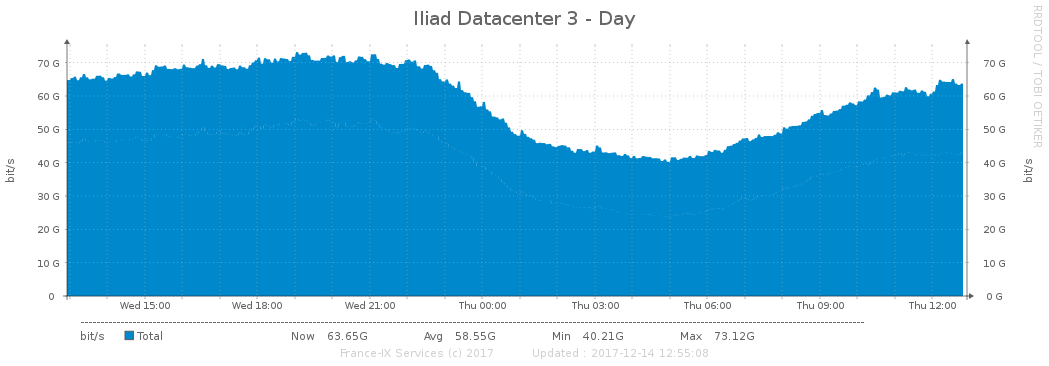 Iliad Datacenter 3 - Day
RRDTOOL / TOBI OETIKER
70 G 70 G
60 G 60 G
50 G 50 G
40 G 40 G
bit/s bit/s
30 G 30 G
20 G 20 G
10 G 10 G
0 0 G
Wed 15:00 Wed 18:00 Wed 21:00 Thu 00:00 Thu 03:00 Thu 06:00 Thu 09:00 Thu 12:00
bit/s Total Now 63.65G Avg 58.55G Min 40.21G Max 73.12G
France-IX Services (c) 2017 Updated : 2017-12-14 12:55:08